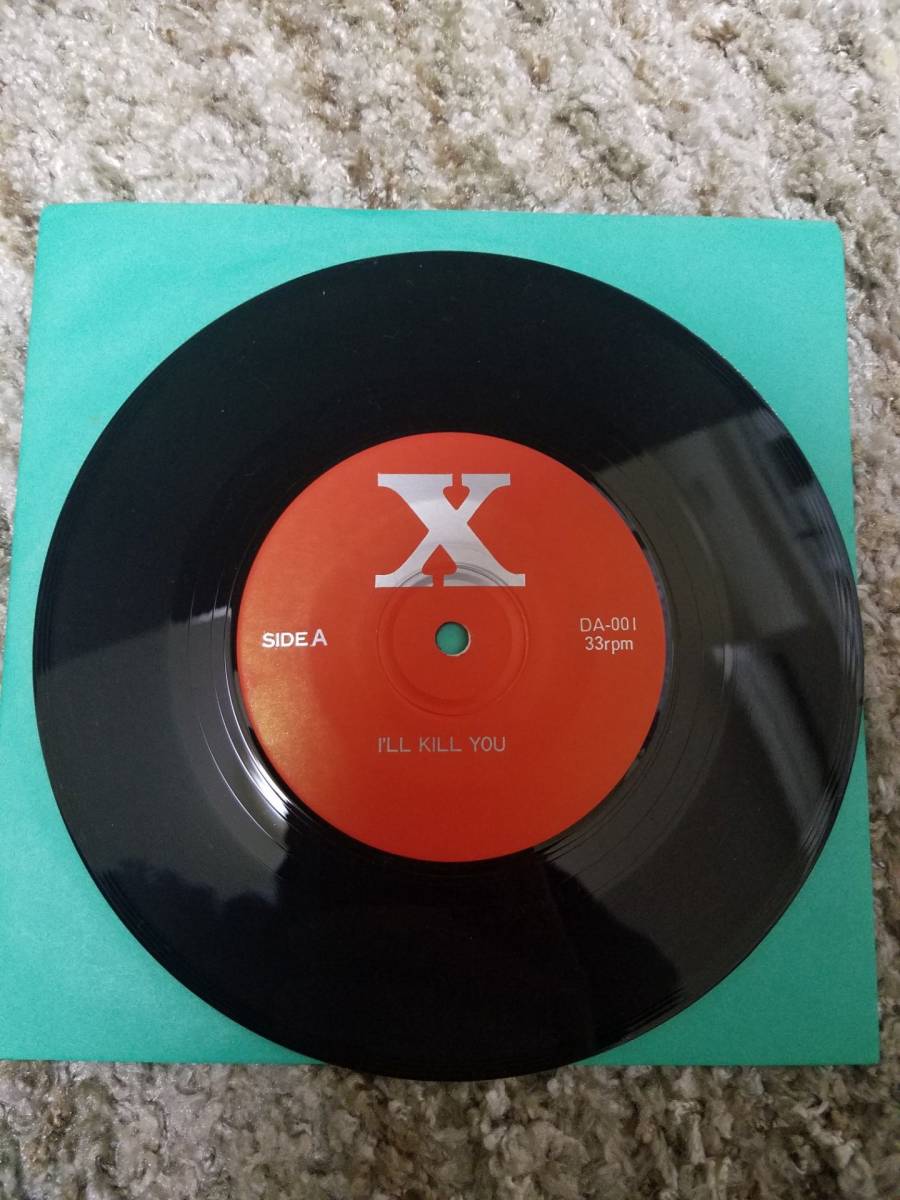 X
SIDE A
DA-001
33rpm
I'LL KILL YOU